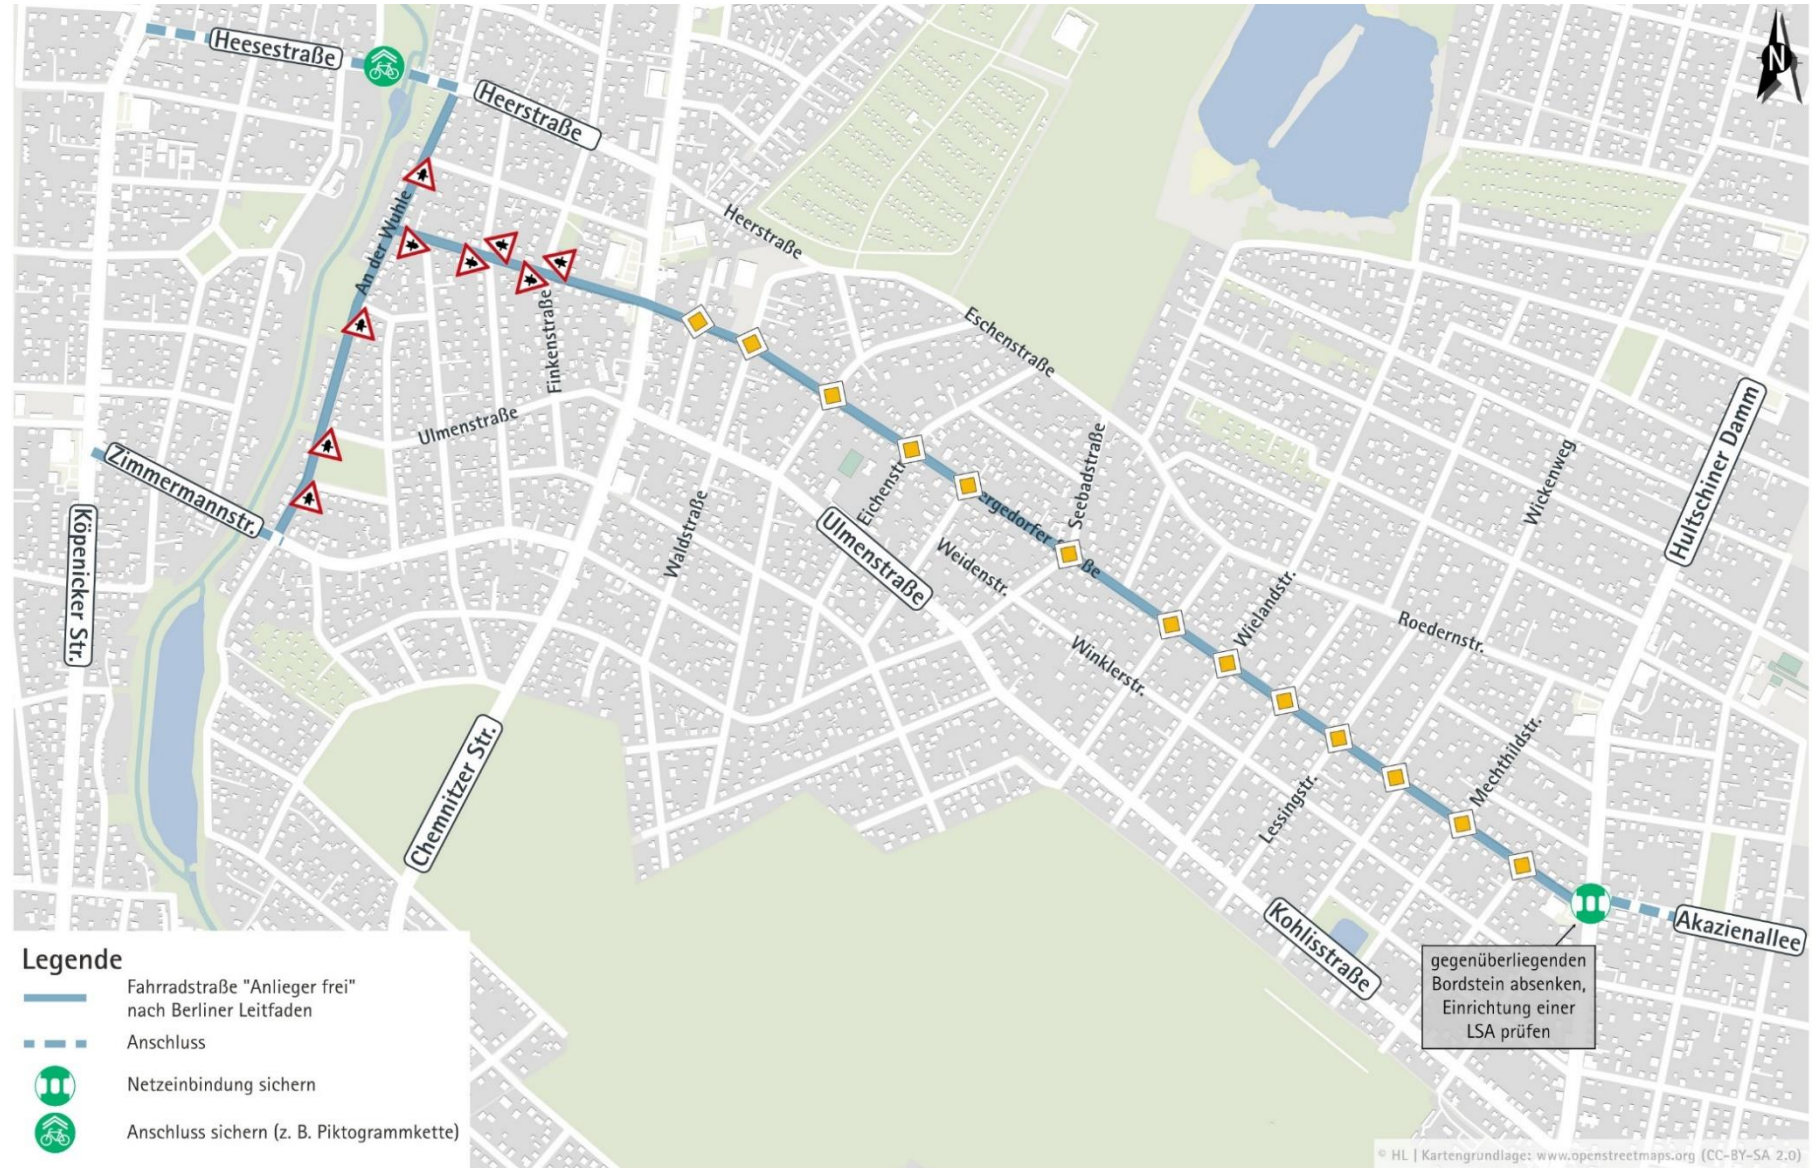 Heesestraße
Heerstraße
N
An der Wuhle
Heerstraße
Finkenstraße
Eschenstraße
Ulmenstraße
Zimmermannstr.
Köpenicker Str.
Waldstraße
Eichenstr
Seebadstraße
Wickenweg
Hultschiner Damm
Ulmenstraße
Weidenstr.
ergedorfer
Wielandstr.
Roedernstr.
Winklerstr.
Chemnitzer Str.
Lessingstr.
Mechthildstr.
Kohlisstraße
Akazienallee
gegenüberliegenden
Bordstein absenken,
Einrichtung einer
LSA prüfen
Legende
Fahrradstraße "Anlieger frei"
nach Berliner Leitfaden
Anschluss
Netzeinbindung sichern
Anschluss sichern (z. B. Piktogrammkette)
© HL | Kartengrundlage: www.openstreetmaps.org (CC-BY-SA 2.0)